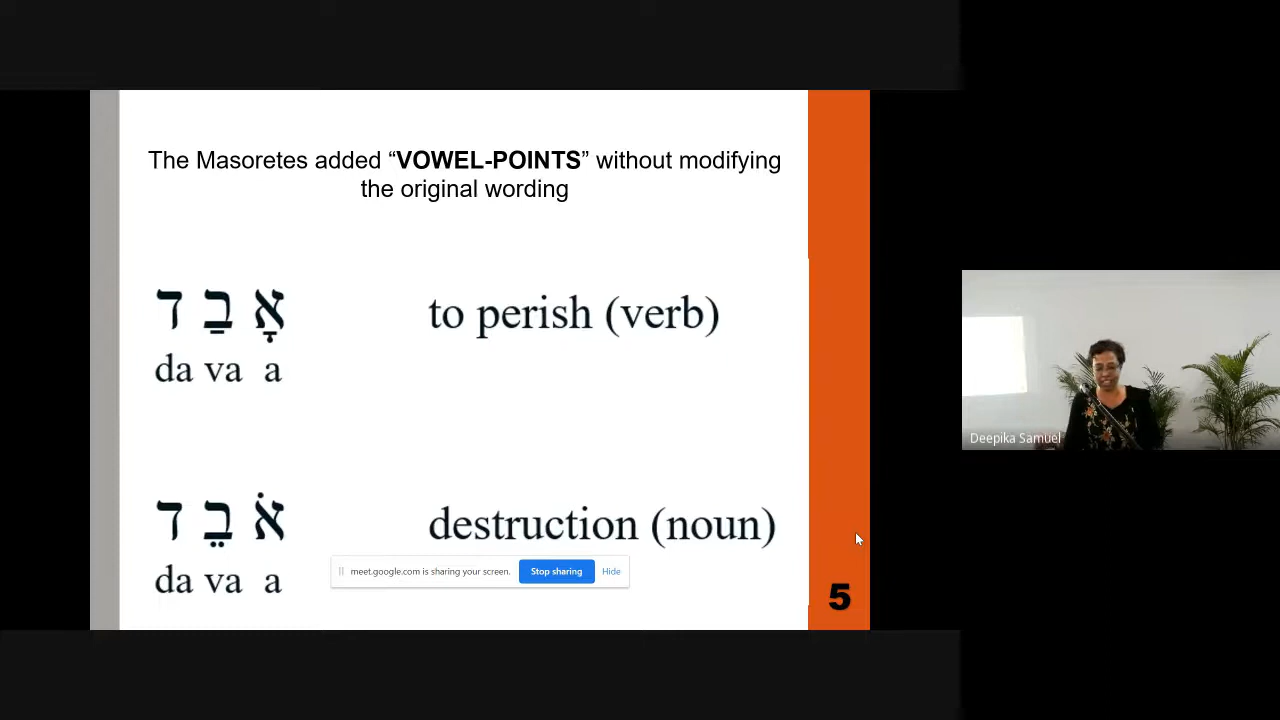 The Masoretes added “VOWEL-POINTS” without modifying
the original wording
אָ בַ ד
to perish (verb)
da va a
אֹ בֵ ד
destruction (noun)
da va a
meet.google.com is sharing your screen.
Stop sharing
Hide
5
Deepika Samuel